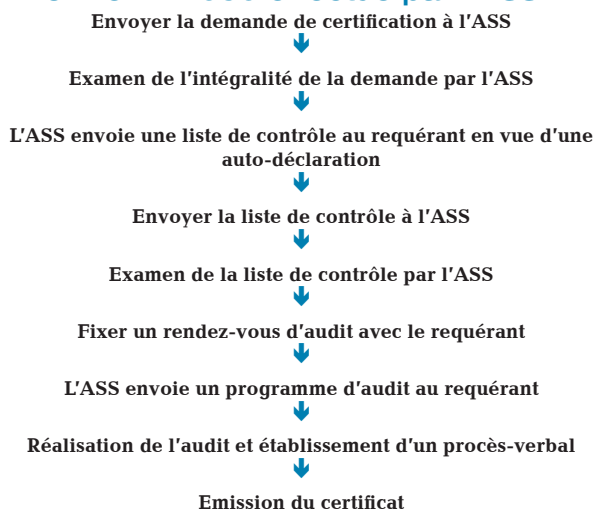 Envoyer la demande de certification à l'ASS
Examen de l'intégralité de la demande par l'ASS
L'ASS envoie une liste de contrôle au requérant en vue d'une
auto-déclaration
Envoyer la liste de contrôle à l'ASS
Examen de la liste de contrôle par l'ASS
Fixer un rendez-vous d'audit avec le requérant
L'ASS envoie un programme d'audit au requérant
Réalisation de l'audit et établissement d'un procès-verbal
Emission du certificat